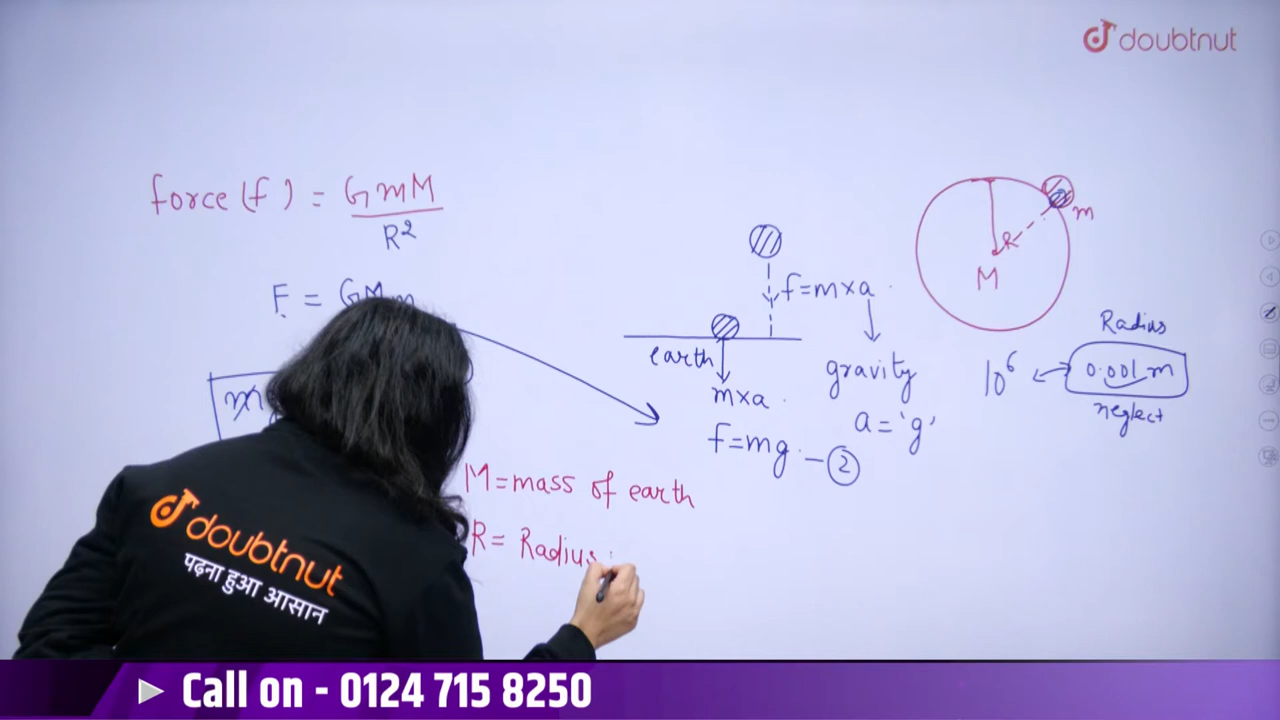 doubtnut
force (f) = GmM
R²
F = GMm
f=m×a
gravity
a = 'g'
earth
m×a
f=mg - ②
M
R
m
Radius
10⁶
0.001 m
neglect
M=mass of earth
R= Radius
doubtnut
पढ़ना हुआ आसान
Call on - 0124 715 8250